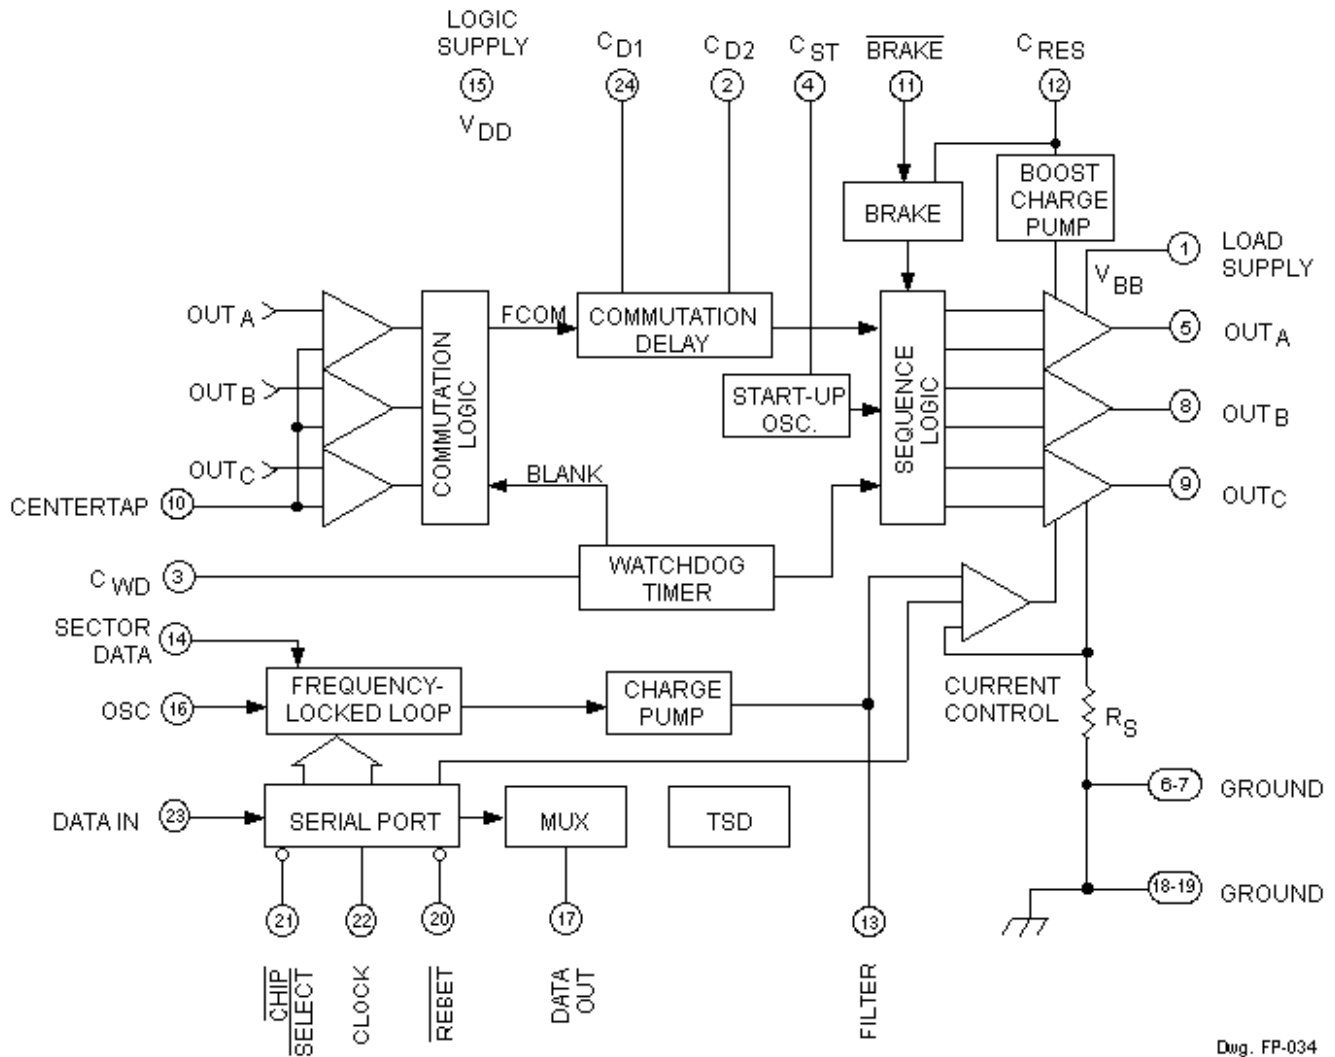 LOGIC
SUPPLY
15
VDD
CD1
24
CD2
2
CST
4
BRAKE
11
CRES
12
BRAKE
BOOST
CHARGE
PUMP
1
LOAD
SUPPLY
VBB
OUTA
OUTB
OUTC
CENTERTAP
10
COMMUTATION
LOGIC
FCOM
COMMUTATION
DELAY
START-UP
OSC.
SEQUENCE
LOGIC
5
OUTA
8
OUTB
9
OUTC
BLANK
CWD
3
WATCHDOG
TIMER
SECTOR
DATA
14
OSC
16
FREQUENCY-
LOCKED LOOP
CHARGE
PUMP
CURRENT
CONTROL
RS
DATA IN
23
SERIAL PORT
MUX
TSD
6-7
GROUND
18-19
GROUND
21
22
20
17
13
CHIP
SELECT
CLOCK
REBET
DATA
OUT
FILTER
Dwg. FP-034